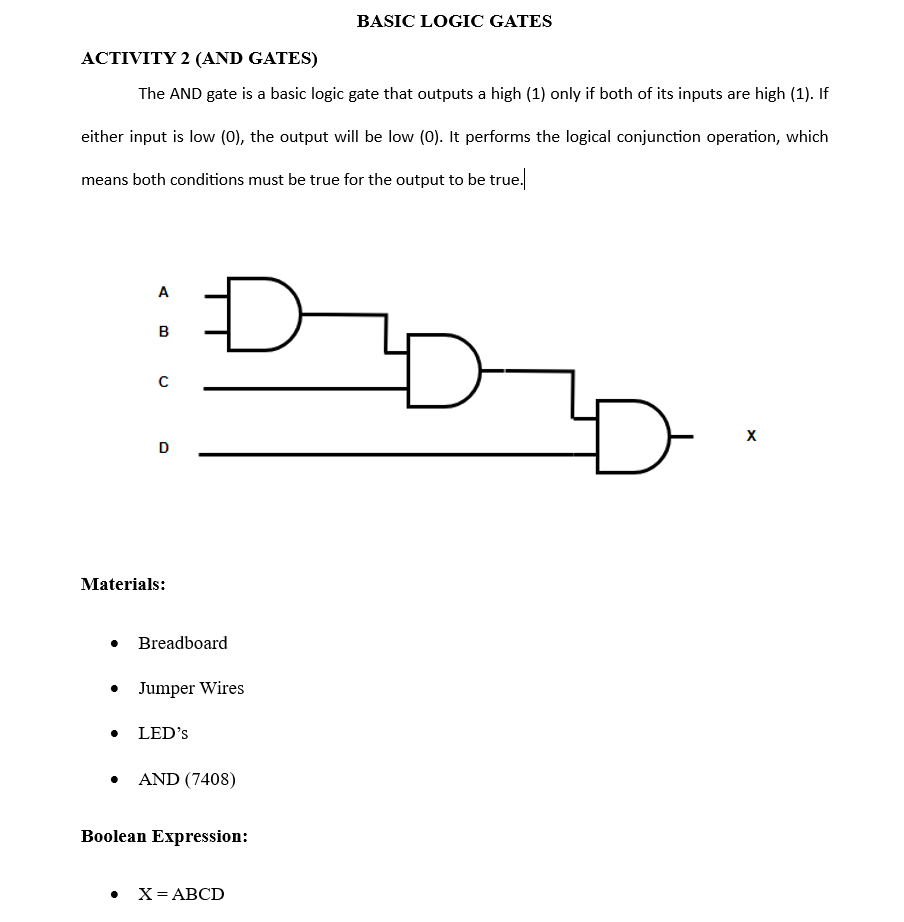 BASIC LOGIC GATES
ACTIVITY 2 (AND GATES)
The AND gate is a basic logic gate that outputs a high (1) only if both of its inputs are high (1). If
either input is low (0), the output will be low (0). It performs the logical conjunction operation, which
means both conditions must be true for the output to be true.
A
B
C
D
X
Materials:
• Breadboard
• Jumper Wires
• LED’s
• AND (7408)
Boolean Expression:
• X = ABCD